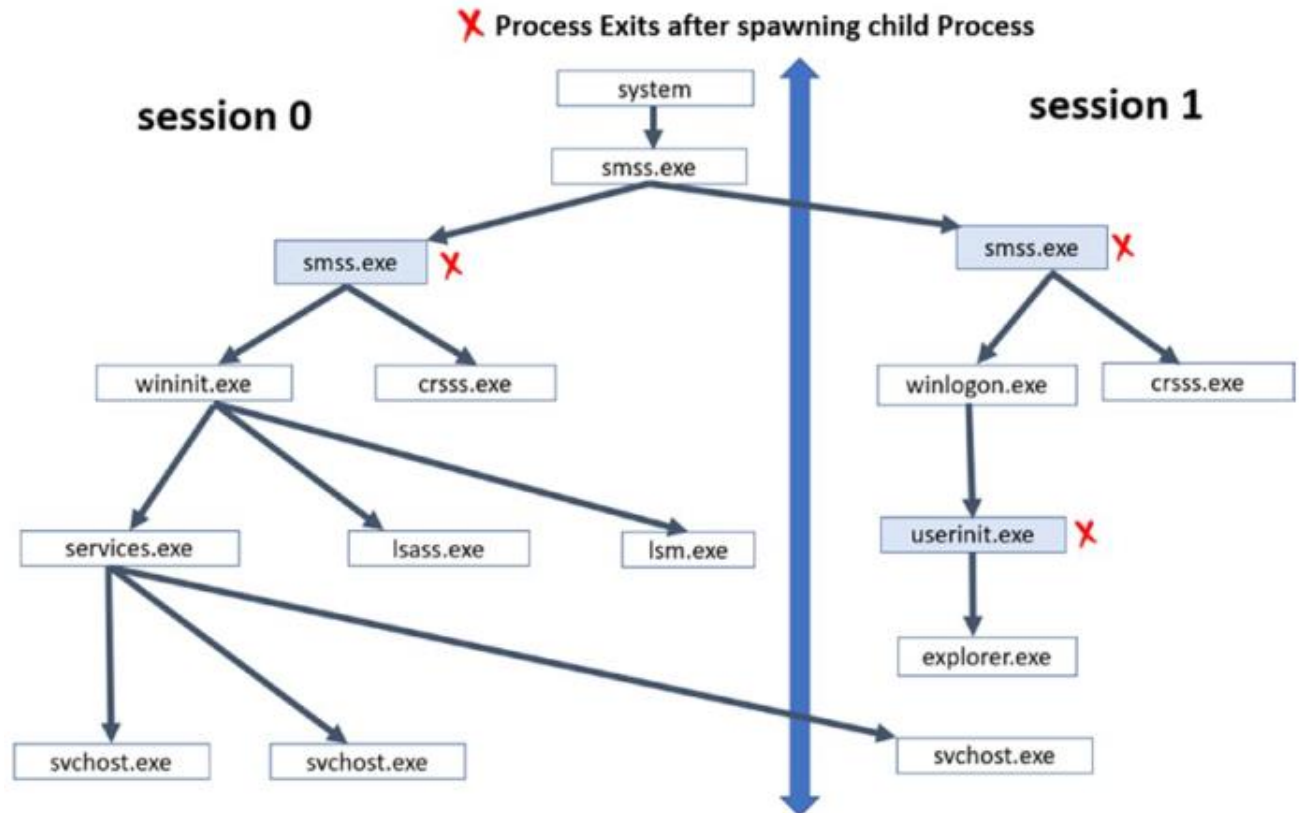 X Process Exits after spawning child Process
session 0
session 1
system
smss.exe
smss.exe
X
smss.exe
X
wininit.exe
crsss.exe
winlogon.exe
crsss.exe
services.exe
lsass.exe
lsm.exe
userinit.exe
X
explorer.exe
svchost.exe
svchost.exe
svchost.exe